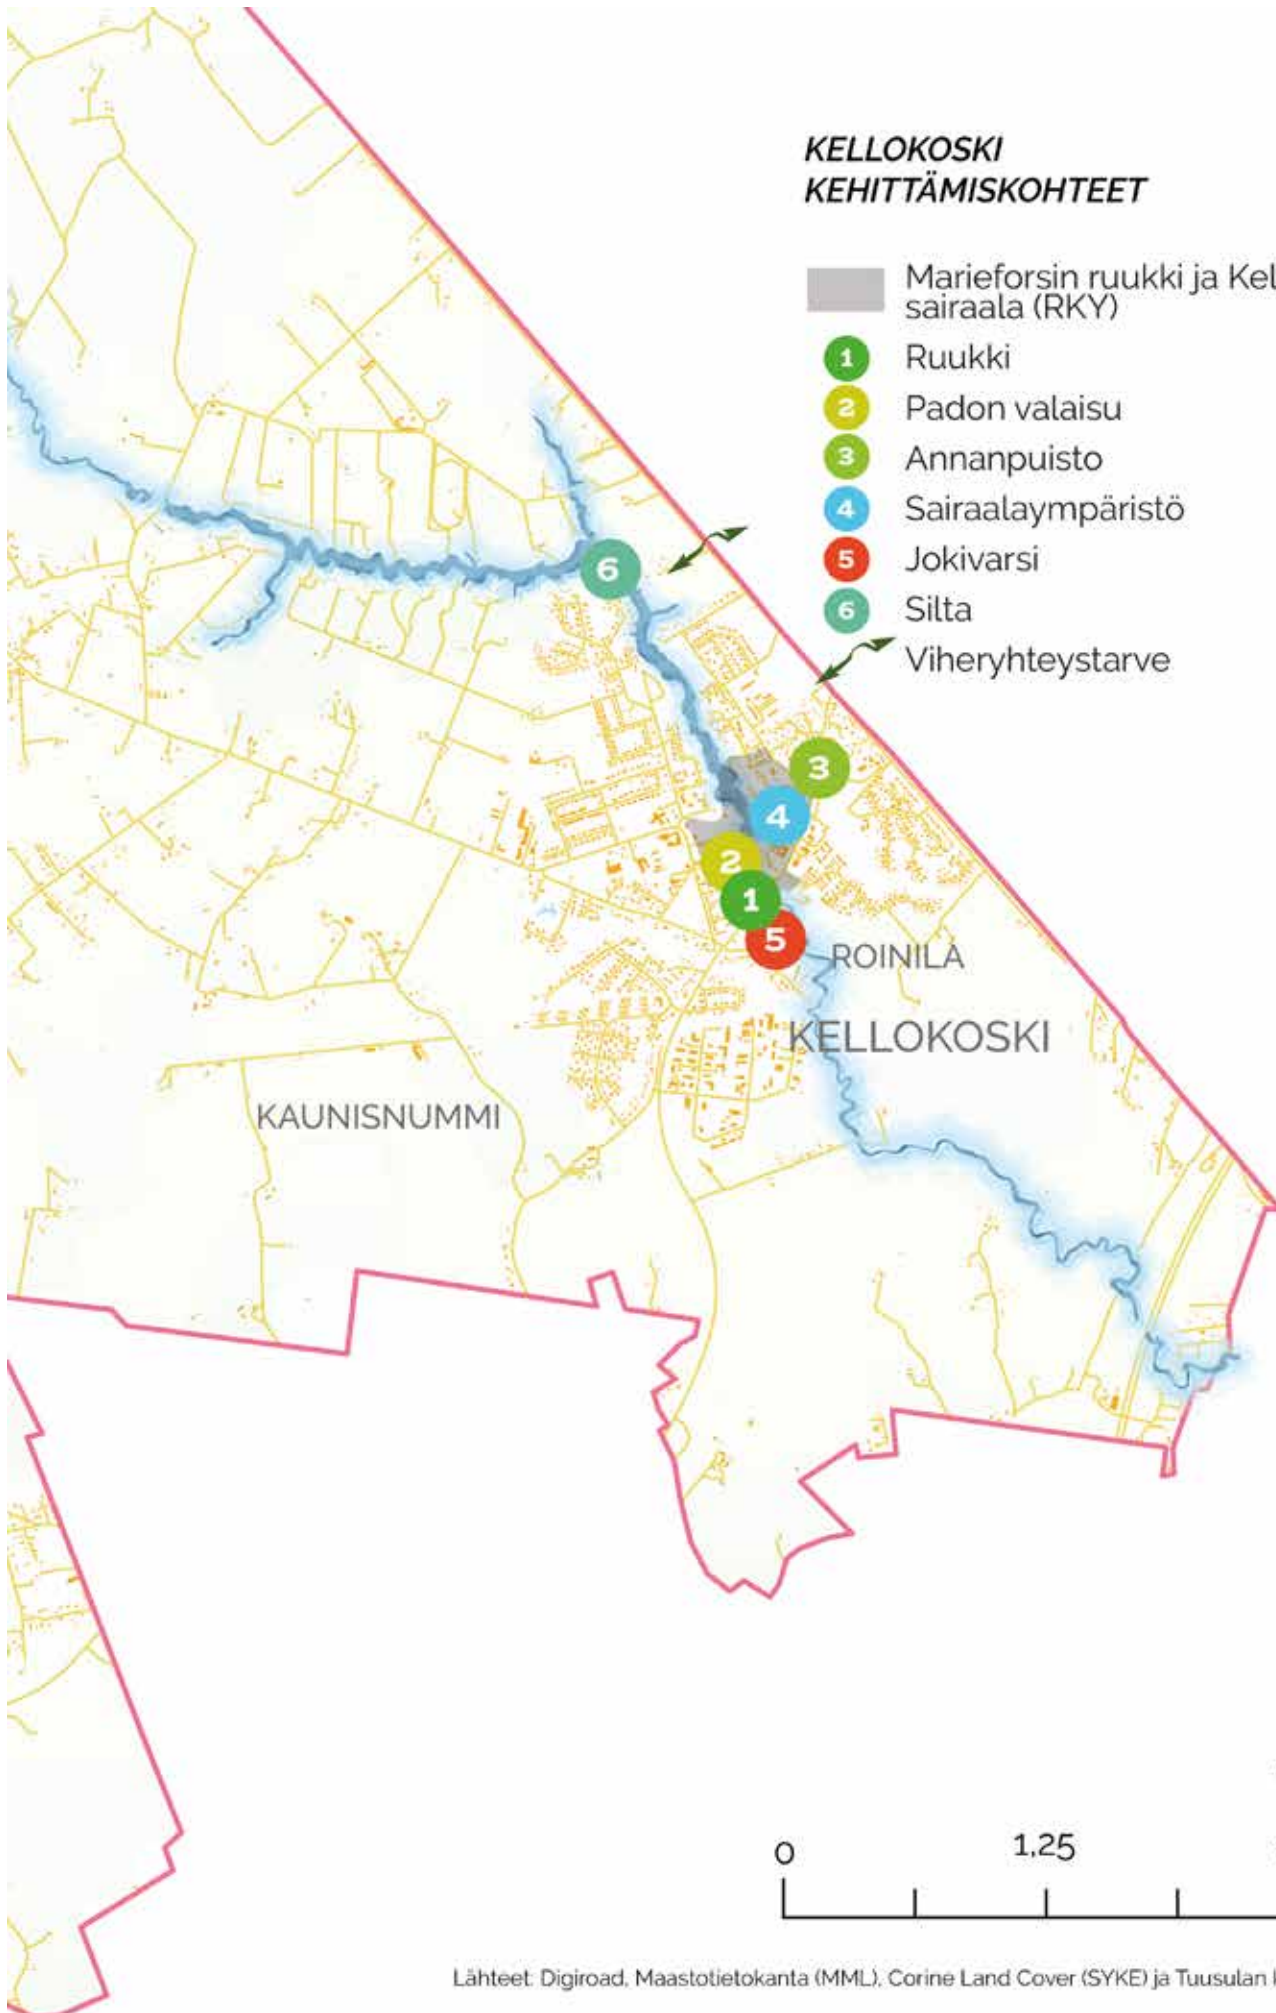 KELLOKOSKI
KEHITTÄMISKOHTEET
Marieforsin ruukki ja Kel
sairaala (RKY)
1 Ruukki
2 Padon valaisu
3 Annanpuisto
4 Sairaalaympäristö
5 Jokivarsi
6 Silta
Viheryhteystarve
6
3
4
2
1
5
ROINILA
KELLOKOSKI
KAUNISNUMMI
0 1,25
Lähteet: Digiroad, Maastotietokanta (MML), Corine Land Cover (SYKE) ja Tuusulan